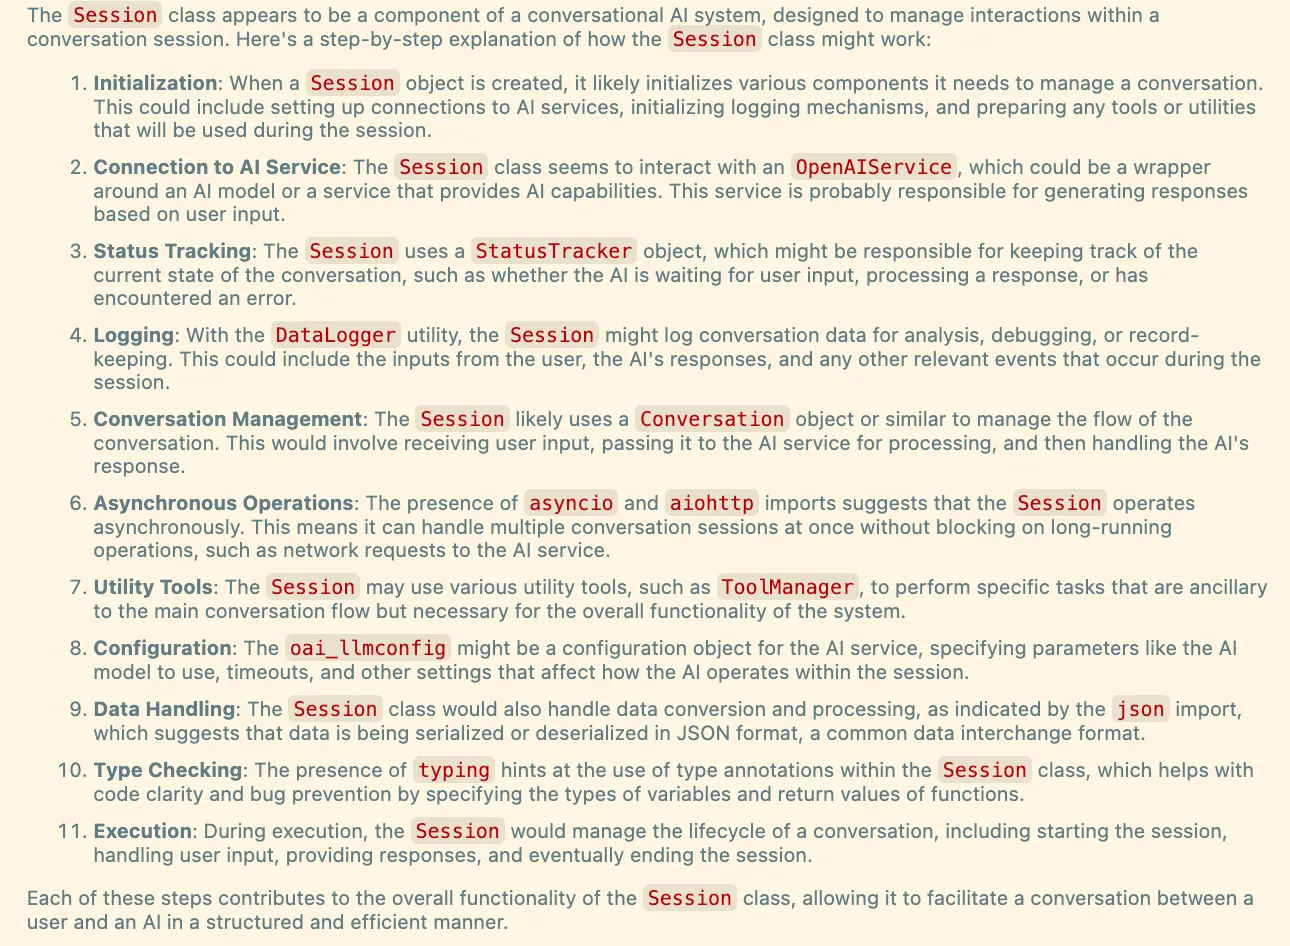 The Session class appears to be a component of a conversational AI system, designed to manage interactions within a
conversation session. Here's a step-by-step explanation of how the Session class might work:
1. Initialization: When a Session object is created, it likely initializes various components it needs to manage a conversation.
This could include setting up connections to AI services, initializing logging mechanisms, and preparing any tools or utilities
that will be used during the session.
2. Connection to AI Service: The Session class seems to interact with an OpenAIService, which could be a wrapper
around an AI model or a service that provides AI capabilities. This service is probably responsible for generating responses
based on user input.
3. Status Tracking: The Session uses a StatusTracker object, which might be responsible for keeping track of the
current state of the conversation, such as whether the AI is waiting for user input, processing a response, or has
encountered an error.
4. Logging: With the DataLogger utility, the Session might log conversation data for analysis, debugging, or record-
keeping. This could include the inputs from the user, the AI's responses, and any other relevant events that occur during the
session.
5. Conversation Management: The Session likely uses a Conversation object or similar to manage the flow of the
conversation. This would involve receiving user input, passing it to the AI service for processing, and then handling the AI's
response.
6. Asynchronous Operations: The presence of asyncio and aiohttp imports suggests that the Session operates
asynchronously. This means it can handle multiple conversation sessions at once without blocking on long-running
operations, such as network requests to the AI service.
7. Utility Tools: The Session may use various utility tools, such as ToolManager, to perform specific tasks that are ancillary
to the main conversation flow but necessary for the overall functionality of the system.
8. Configuration: The oai_llmconfig might be a configuration object for the AI service, specifying parameters like the AI
model to use, timeouts, and other settings that affect how the AI operates within the session.
9. Data Handling: The Session class would also handle data conversion and processing, as indicated by the json import,
which suggests that data is being serialized or deserialized in JSON format, a common data interchange format.
10. Type Checking: The presence of typing hints at the use of type annotations within the Session class, which helps with
code clarity and bug prevention by specifying the types of variables and return values of functions.
11. Execution: During execution, the Session would manage the lifecycle of a conversation, including starting the session,
handling user input, providing responses, and eventually ending the session.
Each of these steps contributes to the overall functionality of the Session class, allowing it to facilitate a conversation between a
user and an AI in a structured and efficient manner.